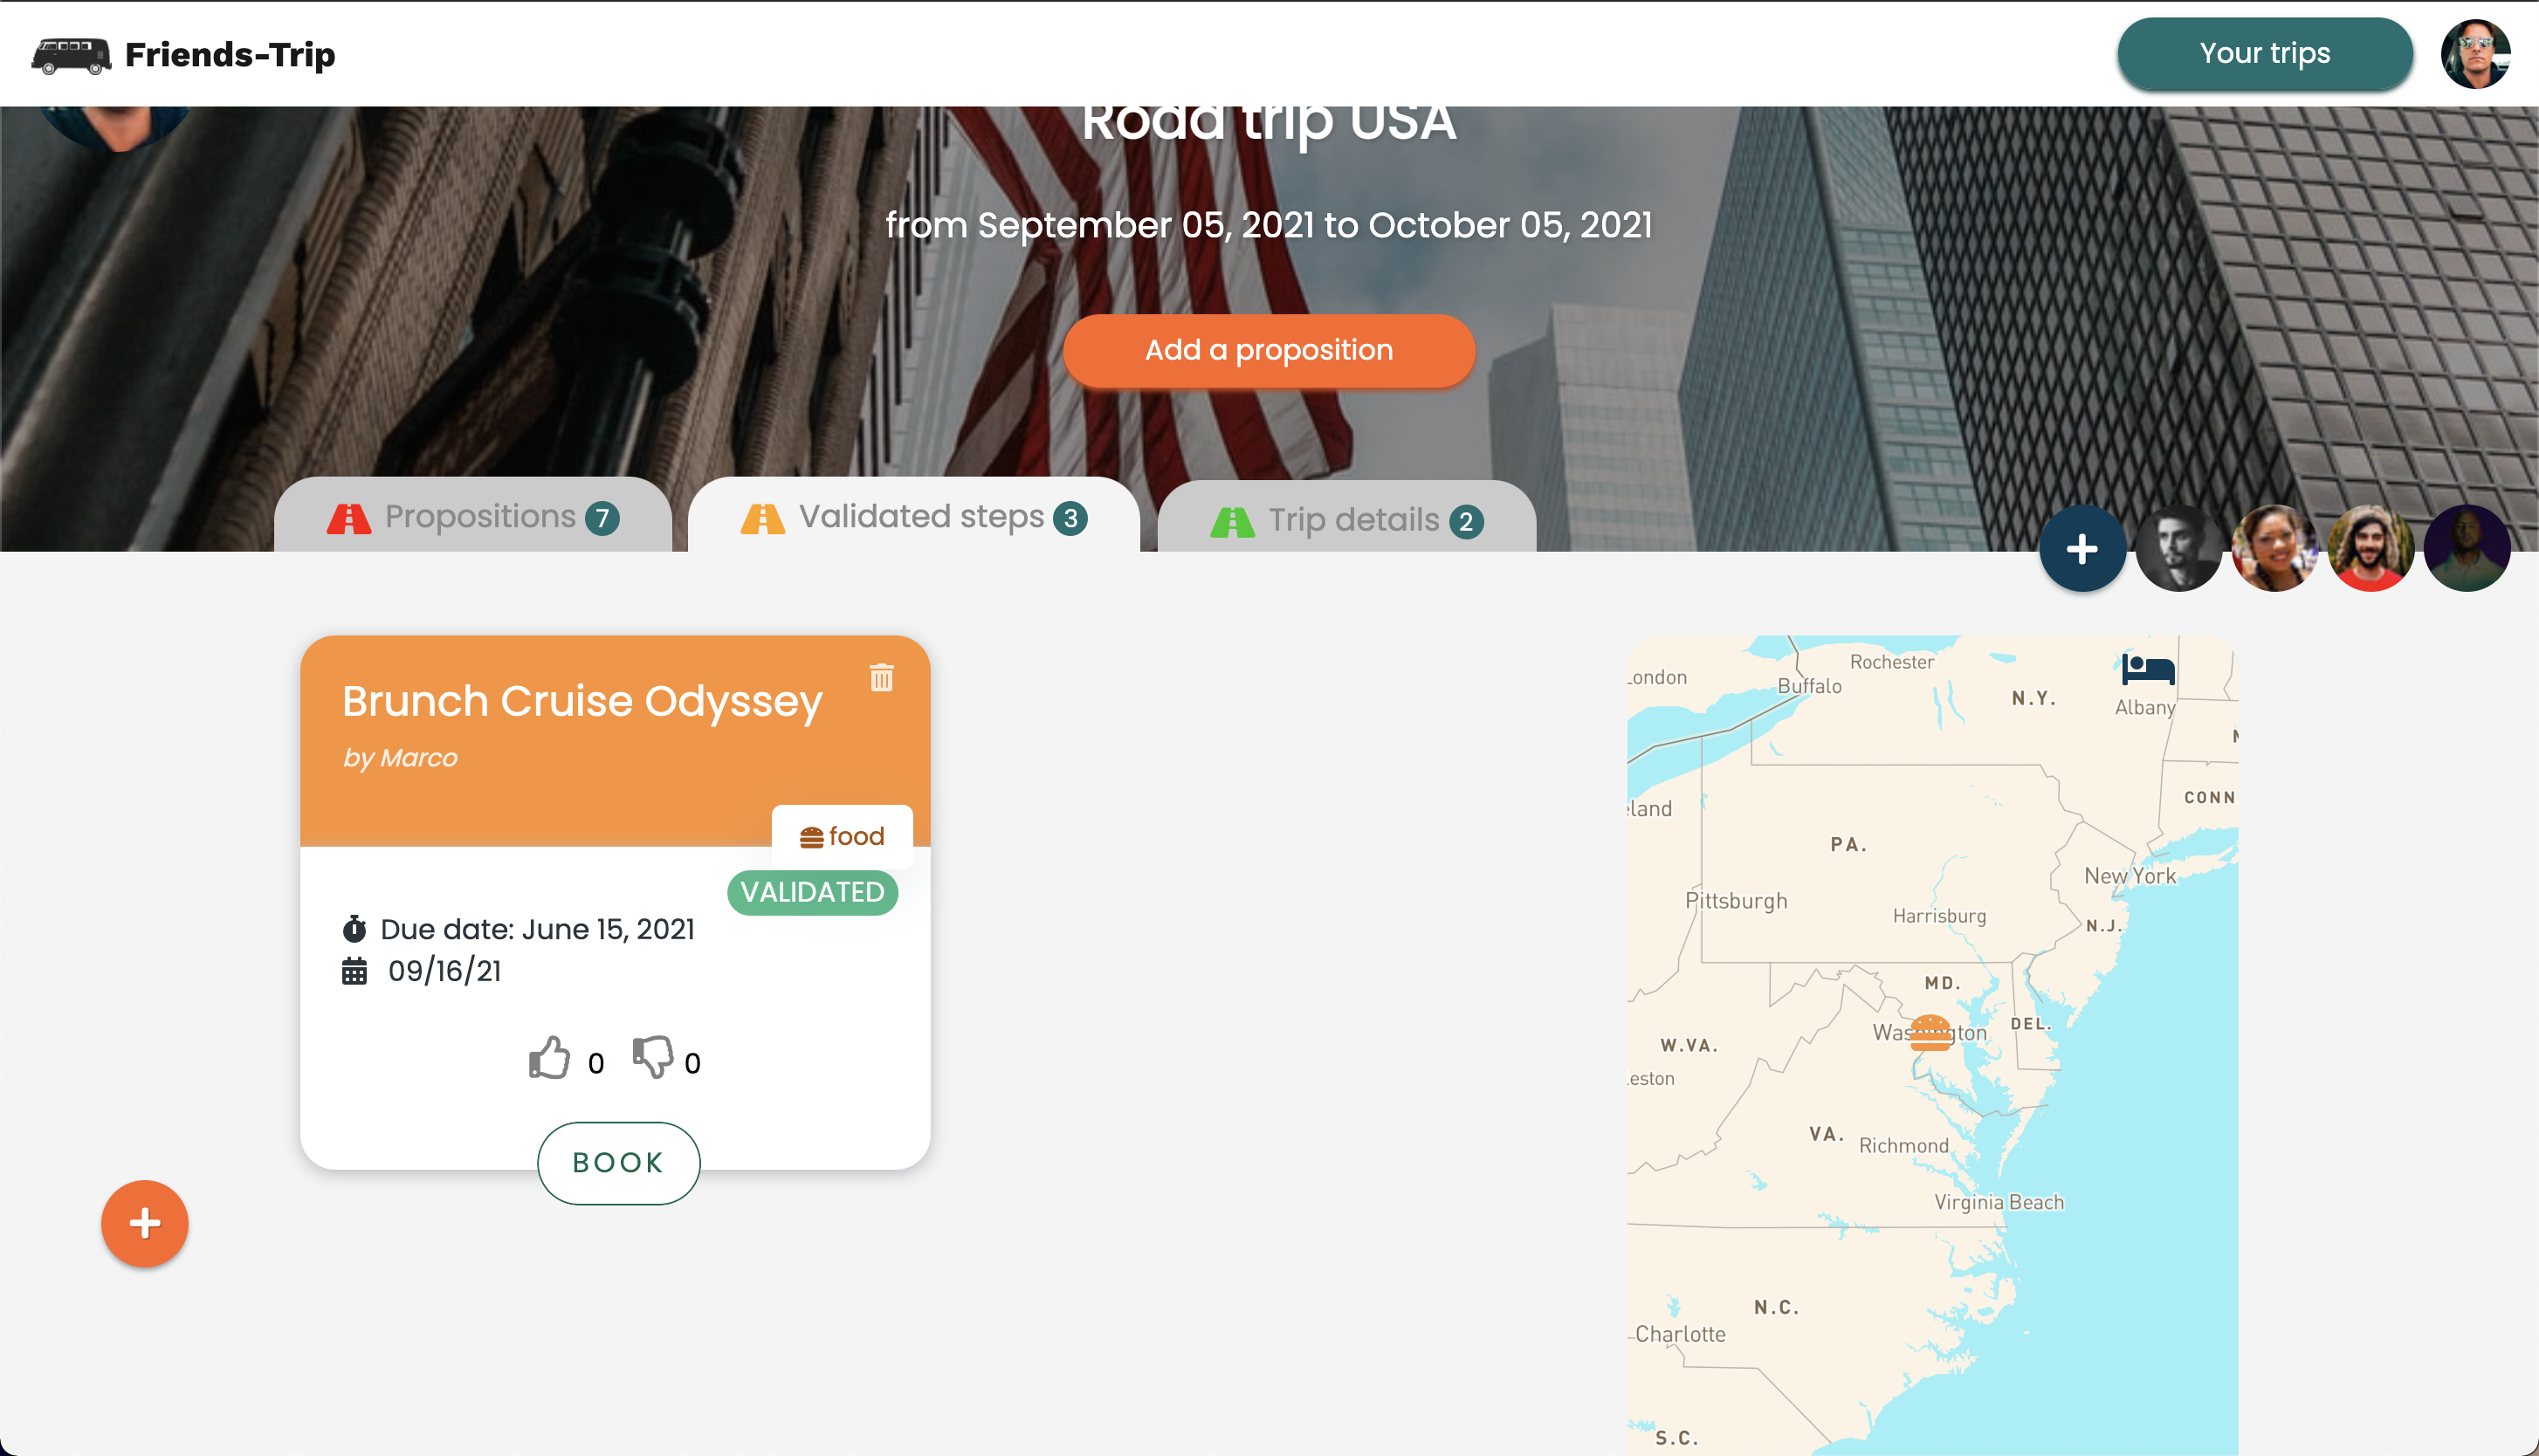 Friends-Trip
Your trips
Road trip USA
from September 05, 2021 to October 05, 2021
Add a proposition
Propositions 7
Validated steps 3
Trip details 2
Brunch Cruise Odyssey
by Marco
food
VALIDATED
Due date: June 15, 2021
09/16/21
0 0
BOOK
Rochester
London
Buffalo
N.Y.
Albany
CONN
eland
PA.
New York
Pittsburgh
Harrisburg
N.J.
MD.
DEL.
Washington
W.VA.
leston
VA.
Richmond
Virginia Beach
N.C.
Charlotte
S.C.